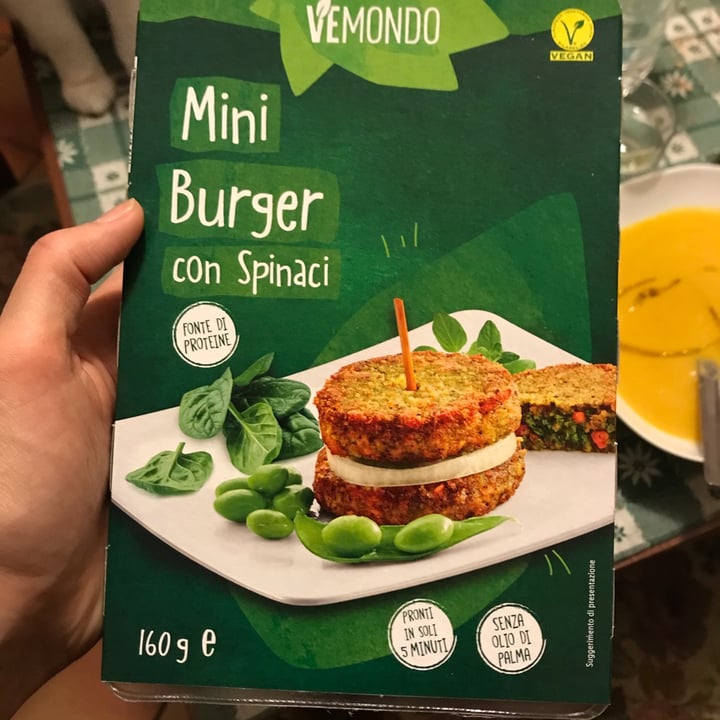 VEMONDO
VEGAN
Mini
Burger
con Spinaci
FONTE DI
PROTEINE
160 g e
PRONTI
IN SOLI
5 MINUTI
SENZA
OLIO DI
PALMA
Suggerimento di presentazione